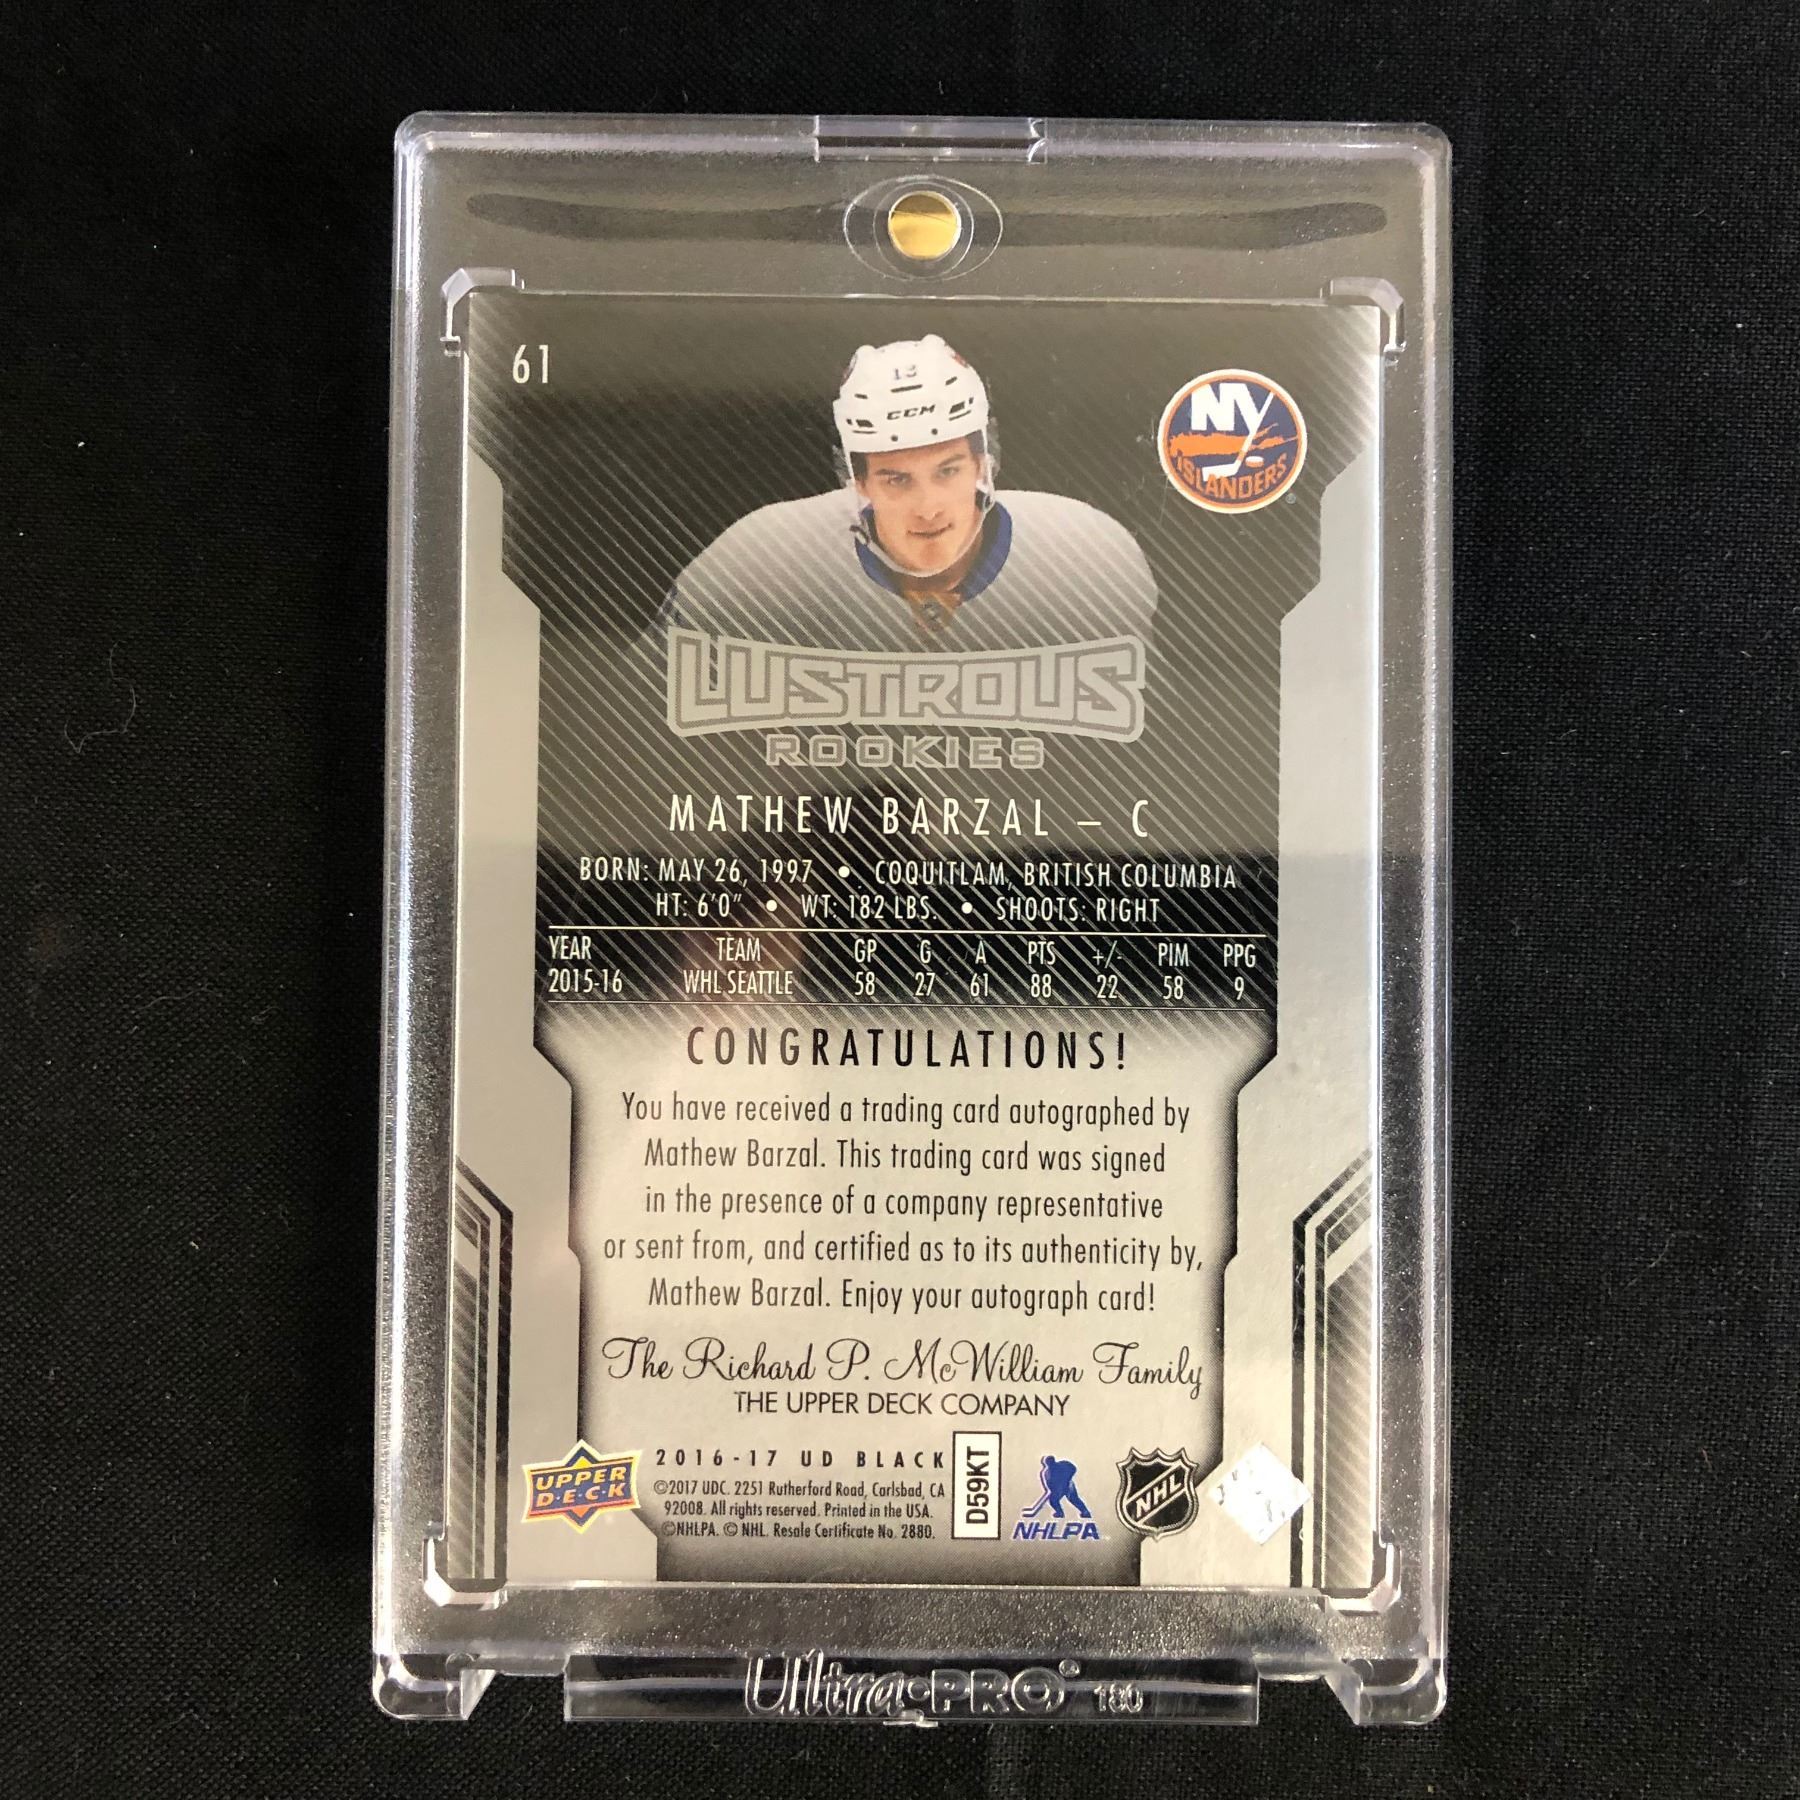 61
13
CCM
NY
ISLANDERS
LUSTROUS
ROOKIES
MATHEW BARZAL – C
BORN: MAY 26, 1997 • COQUITLAM, BRITISH COLUMBIA
HT: 6'0" • WT: 182 LBS. • SHOOTS: RIGHT
YEAR TEAM GP G A PTS +/- PIM PPG
2015-16 WHL SEATTLE 58 27 61 88 22 58 9
CONGRATULATIONS!
You have received a trading card autographed by
Mathew Barzal. This trading card was signed
in the presence of a company representative
or sent from, and certified as to its authenticity by,
Mathew Barzal. Enjoy your autograph card!
The Richard P. McWilliam Family
THE UPPER DECK COMPANY
UPPER
D·E·C·K
2016-17 UD BLACK
©2017 UDC. 2251 Rutherford Road, Carlsbad, CA
92008. All rights reserved. Printed in the USA.
©NHLPA. © NHL. Resale Certificate No. 2880.
D59KT
NHLPA
NHL
Ultra•PRO® 180